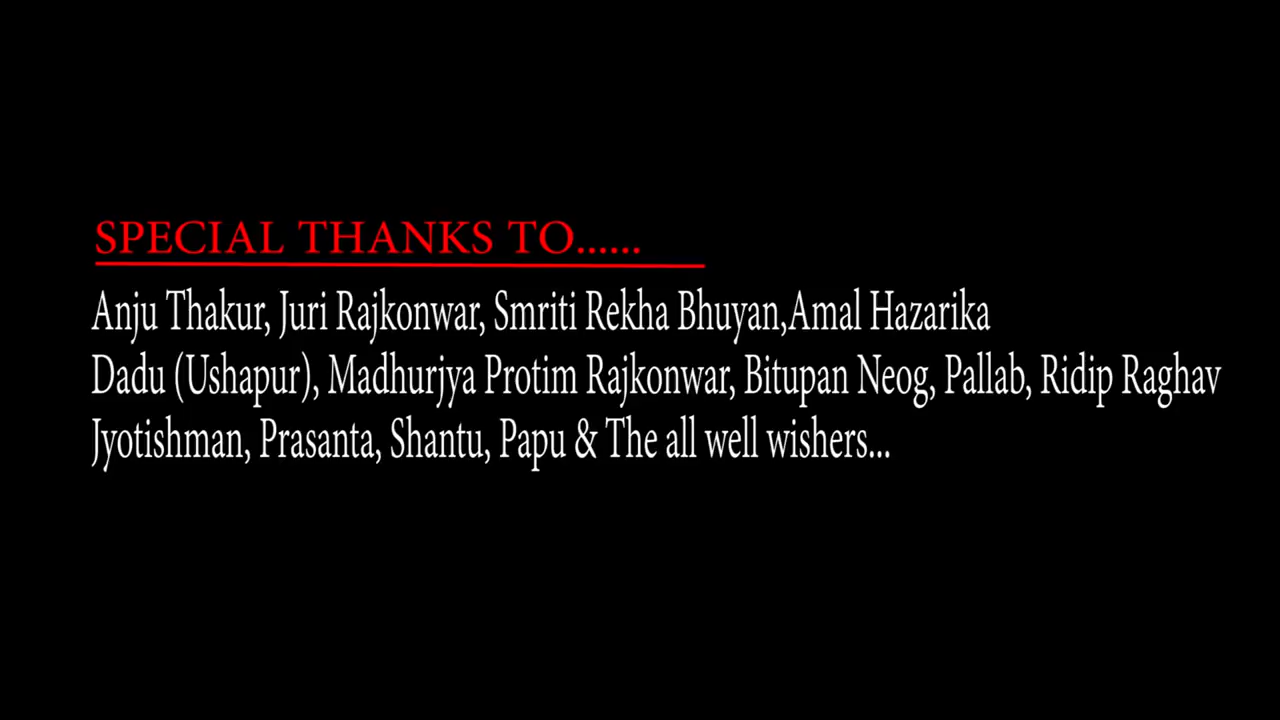 SPECIAL THANKS TO......
Anju Thakur, Juri Rajkonwar, Smriti Rekha Bhuyan,Amal Hazarika
Dadu (Ushapur), Madhurjya Protim Rajkonwar, Bitupan Neog, Pallab, Ridip Raghav
Jyotishman, Prasanta, Shantu, Papu & The all well wishers...